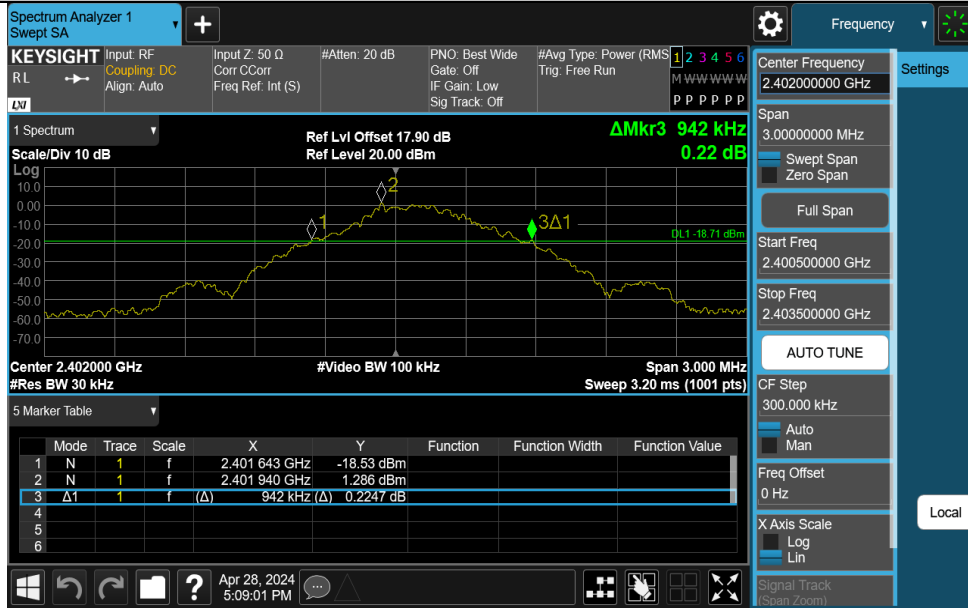 Spectrum Analyzer 1
Swept SA
Frequency
KEYSIGHT
RL
LXI
Input: RF
Coupling: DC
Align: Auto
Input Z: 50 Ω
Corr CCorr
Freq Ref: Int (S)
#Atten: 20 dB
PNO: Best Wide
Gate: Off
IF Gain: Low
Sig Track: Off
#Avg Type: Power (RMS
Trig: Free Run
1 2 3 4 5 6
M W W W W W
P P P P P P
1 Spectrum
Scale/Div 10 dB
Ref Lvl Offset 17.90 dB
Ref Level 20.00 dBm
ΔMkr3 942 kHz
0.22 dB
Log
10.0
0.00
-10.0
-20.0
-30.0
-40.0
-50.0
-60.0
-70.0
1
2
3Δ1
DL1 -18.71 dBm
Center 2.402000 GHz
#Video BW 100 kHz
Span 3.000 MHz
#Res BW 30 kHz
Sweep 3.20 ms (1001 pts)
5 Marker Table
Mode Trace Scale X Y Function Function Width Function Value
1 N 1 f 2.401 643 GHz -18.53 dBm
2 N 1 f 2.401 940 GHz 1.286 dBm
3 Δ1 1 f (Δ) 942 kHz (Δ) 0.2247 dB
4
5
6
Apr 28, 2024
5:09:01 PM
Center Frequency
2.402000000 GHz
Settings
Span
3.00000000 MHz
Swept Span
Zero Span
Full Span
Start Freq
2.400500000 GHz
Stop Freq
2.403500000 GHz
AUTO TUNE
CF Step
300.000 kHz
Auto
Man
Freq Offset
0 Hz
Local
X Axis Scale
Log
Lin
Signal Track
(Span Zoom)